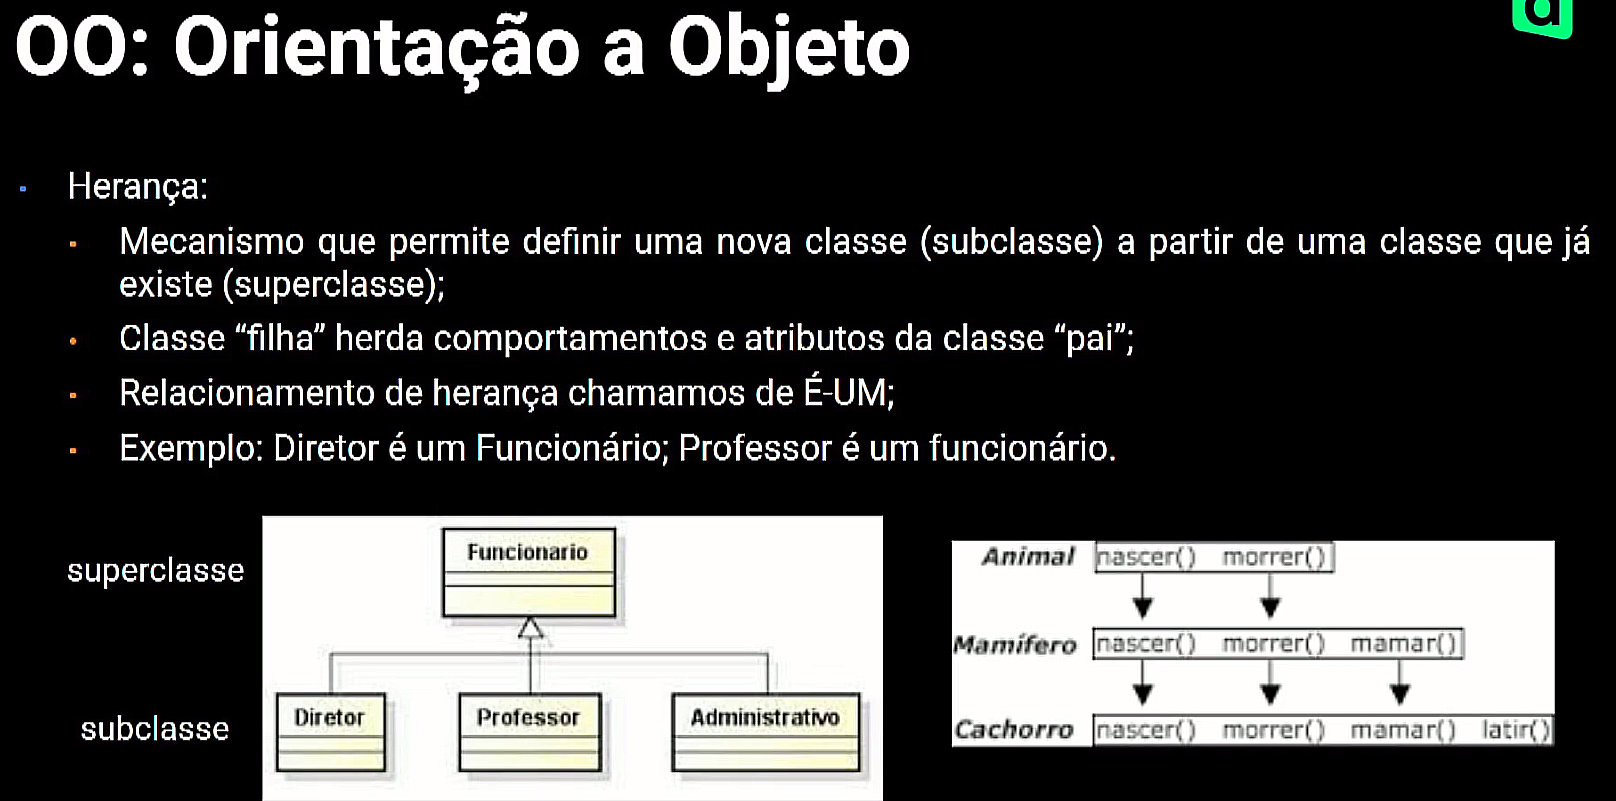 OO: Orientação a Objeto
Herança:
Mecanismo que permite definir uma nova classe (subclasse) a partir de uma classe que já
existe (superclasse);
Classe “filha” herda comportamentos e atributos da classe “pai”;
Relacionamento de herança chamamos de É-UM;
Exemplo: Diretor é um Funcionário; Professor é um funcionário.
superclasse
Funcionario
subclasse
Diretor Professor Administrativo
Animal nascer() morrer()
Mamífero nascer() morrer() mamar()
Cachorro nascer() morrer() mamar() latir()